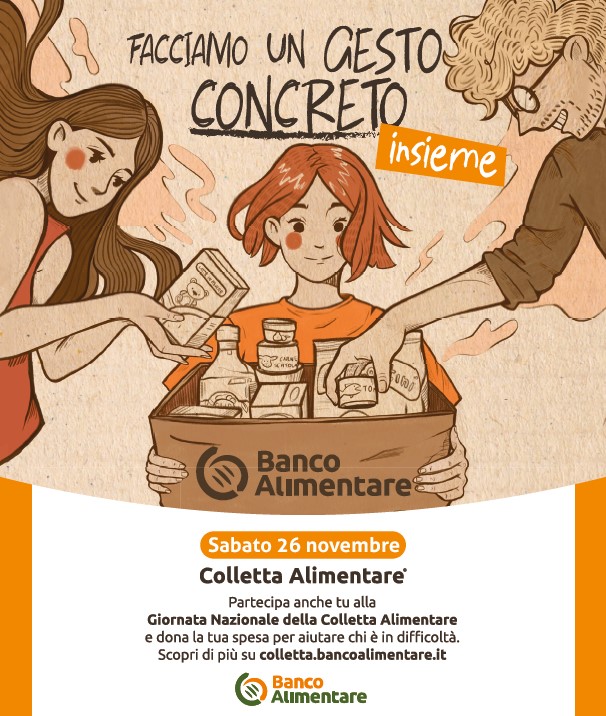 FACCIAMO UN GESTO
CONCRETO
insieme
Banco
Alimentare
Sabato 26 novembre
Colletta Alimentare®
Partecipa anche tu alla
Giornata Nazionale della Colletta Alimentare
e dona la tua spesa per aiutare chi è in difficoltà.
Scopri di più su colletta.bancoalimentare.it
Banco
Alimentare